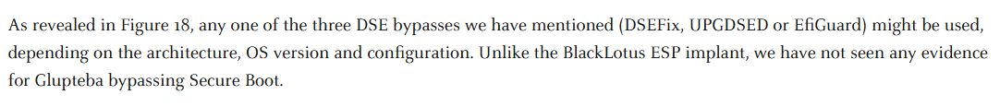 As revealed in Figure 18, any one of the three DSE bypasses we have mentioned (DSEFix, UPGDSED or EfiGuard) might be used,
depending on the architecture, OS version and configuration. Unlike the BlackLotus ESP implant, we have not seen any evidence
for Glupteba bypassing Secure Boot.